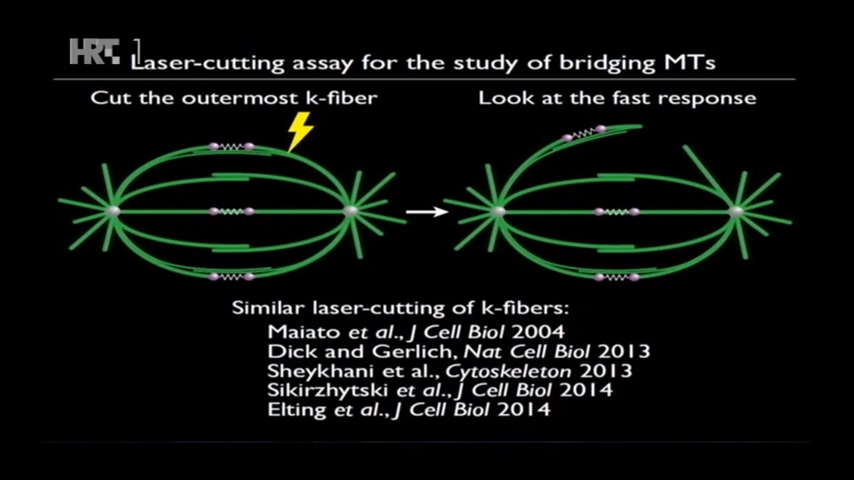 HRT 1
Laser-cutting assay for the study of bridging MTs
Cut the outermost k-fiber
Look at the fast response
Similar laser-cutting of k-fibers:
Maiato et al., J Cell Biol 2004
Dick and Gerlich, Nat Cell Biol 2013
Sheykhani et al., Cytoskeleton 2013
Sikirzhytski et al., J Cell Biol 2014
Elting et al., J Cell Biol 2014